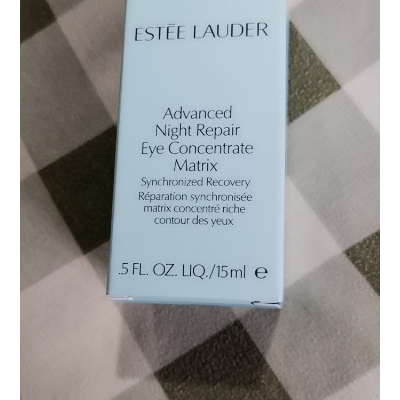 ESTĒE LAUDER
Advanced
Night Repair
Eye Concentrate
Matrix
Synchronized Recovery
Réparation synchronisée
matrix concentré riche
contour des yeux
.5 FL. OZ. LIQ./15ml ℮